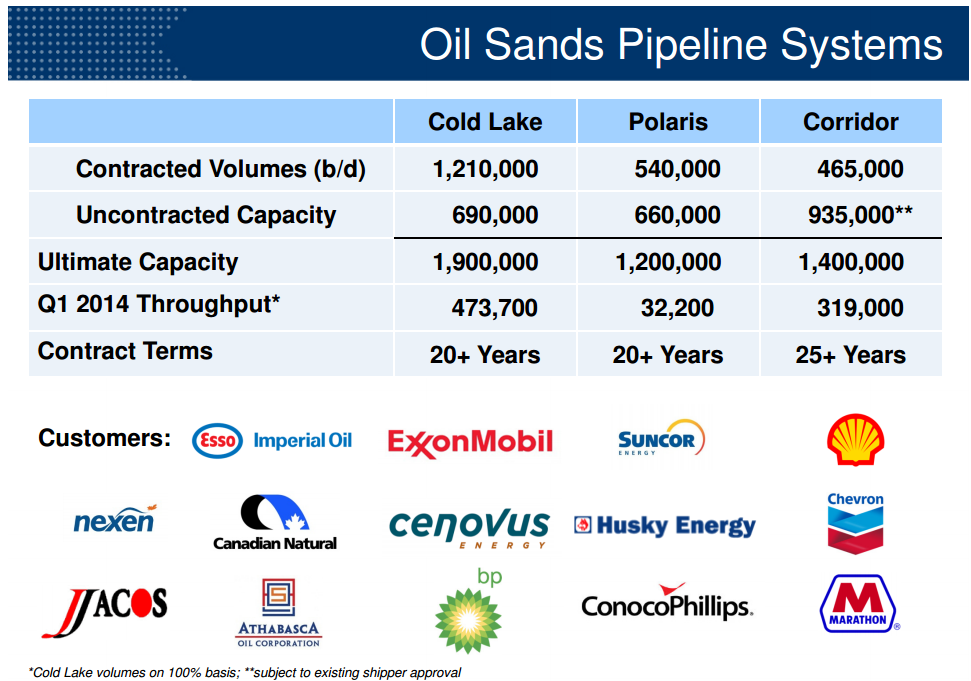 Oil Sands Pipeline Systems
Cold Lake Polaris Corridor
Contracted Volumes (b/d) 1,210,000 540,000 465,000
Uncontracted Capacity 690,000 660,000 935,000**
Ultimate Capacity 1,900,000 1,200,000 1,400,000
Q1 2014 Throughput* 473,700 32,200 319,000
Contract Terms 20+ Years 20+ Years 25+ Years
Customers: Esso Imperial Oil ExxonMobil SUNCOR
ENERGY
nexen Canadian Natural cenovus
ENERGY
Husky Energy Chevron
JACOS ATHABASCA
OIL CORPORATION
bp ConocoPhillips® M
MARATHON®
*Cold Lake volumes on 100% basis; **subject to existing shipper approval